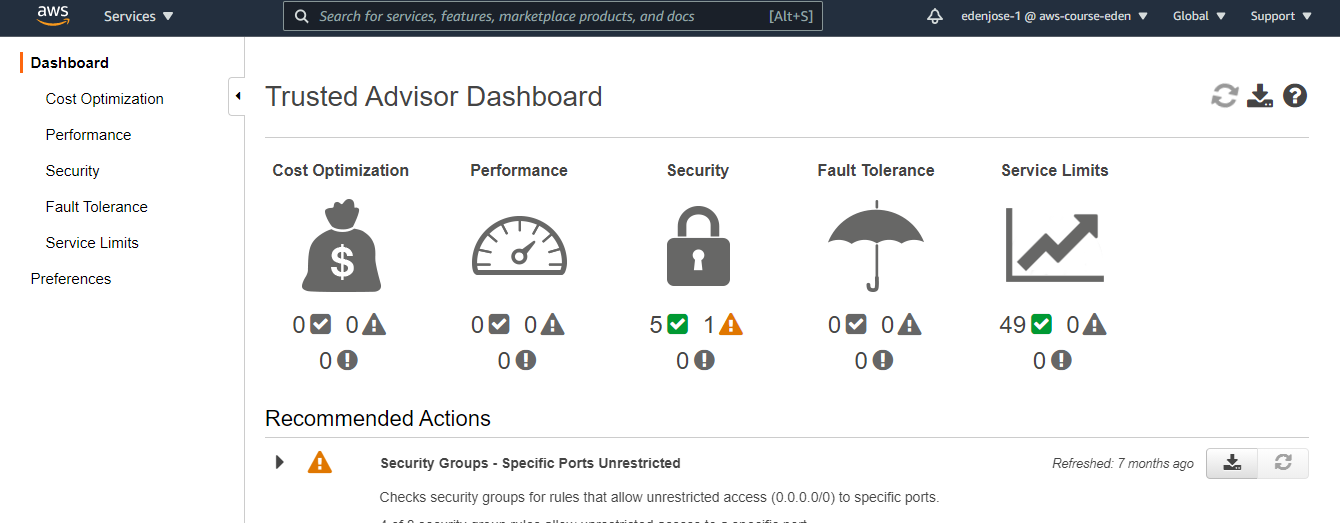 aws
Services
Search for services, features, marketplace products, and docs [Alt+S]
edenjose-1 @ aws-course-eden
Global
Support
Dashboard
Cost Optimization
Performance
Security
Fault Tolerance
Service Limits
Preferences
Trusted Advisor Dashboard
Cost Optimization Performance Security Fault Tolerance Service Limits
$
0 0 0 0 5 1 0 0 49 0
0 0 0 0 0
Recommended Actions
Security Groups - Specific Ports Unrestricted
Refreshed: 7 months ago
Checks security groups for rules that allow unrestricted access (0.0.0.0/0) to specific ports.